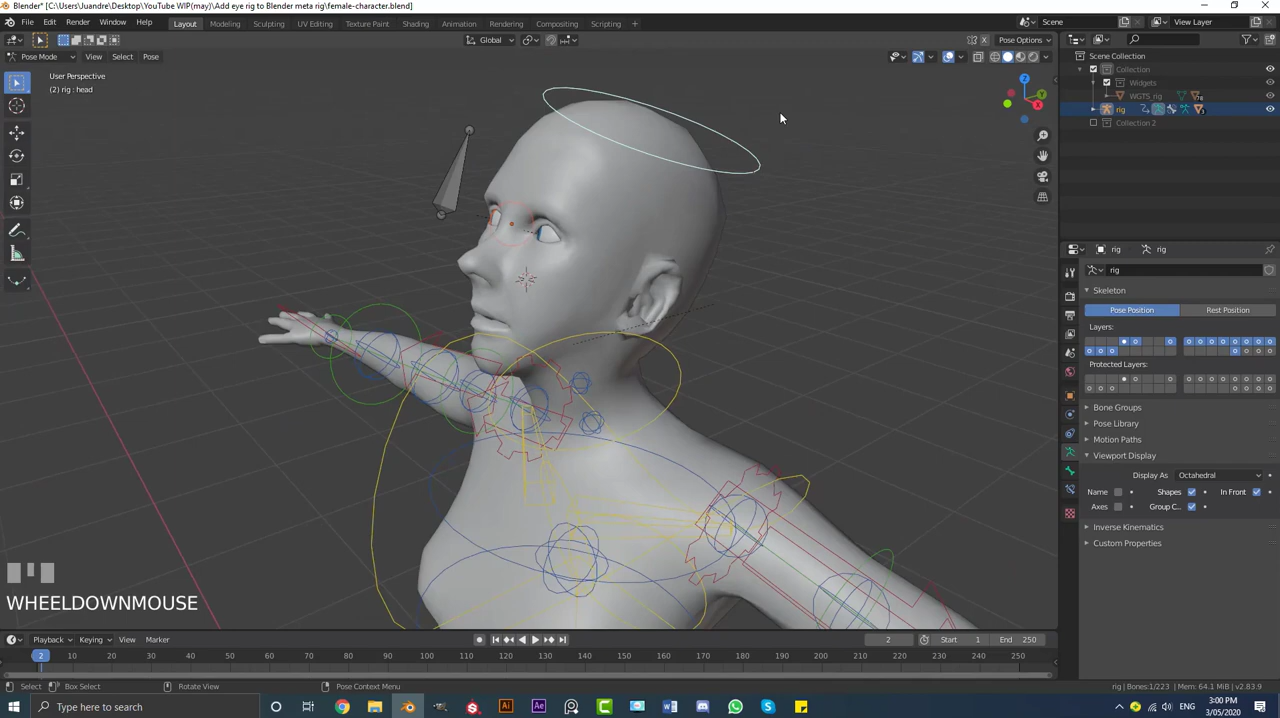 Blender* [C:\Users\Juandre\Desktop\YouTube WIP(may)\Add eye rig to Blender meta rig\female-character.blend]
File Edit Render Window Help Layout Modeling Sculpting UV Editing Texture Paint Shading Animation Rendering Compositing Scripting Scene View Layer
Global Pose Options
Pose Mode View Select Pose
User Perspective
(2) rig : head
Scene Collection
Collection
Widgets
WGTS_rig
78
rig
Collection 2
rig rig
rig
Skeleton
Pose Position Rest Position
Layers:
Protected Layers:
Bone Groups
Pose Library
Motion Paths
Viewport Display
Display As Octahedral
Name Shapes In Front
Axes Group C...
Inverse Kinematics
Custom Properties
WHEELDOWNMOUSE
Playback Keying View Marker 2 Start 1 End 250
2 10 20 30 40 50 60 70 80 90 100 110 120 130 140 150 160 170 180 190 200 210 220 230 240 250
Select Box Select Rotate View Pose Context Menu rig | Bones:1/223 | Mem: 64.1 MiB | v2.83.9
Type here to search
ENG
3:00 PM
3/05/2020